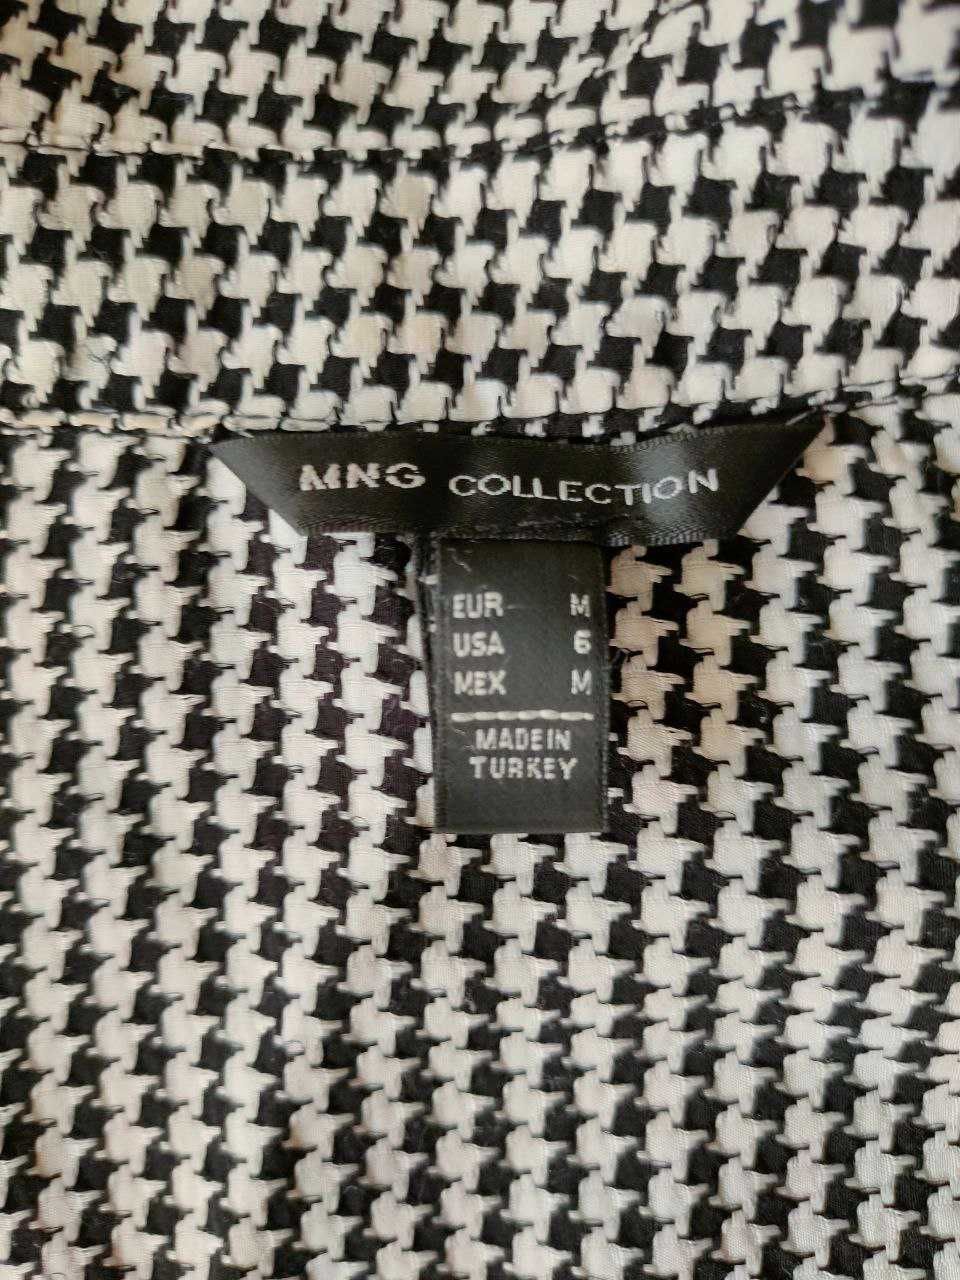 MNG COLLECTION
EUR M
USA 6
MEX M
MADE IN
TURKEY